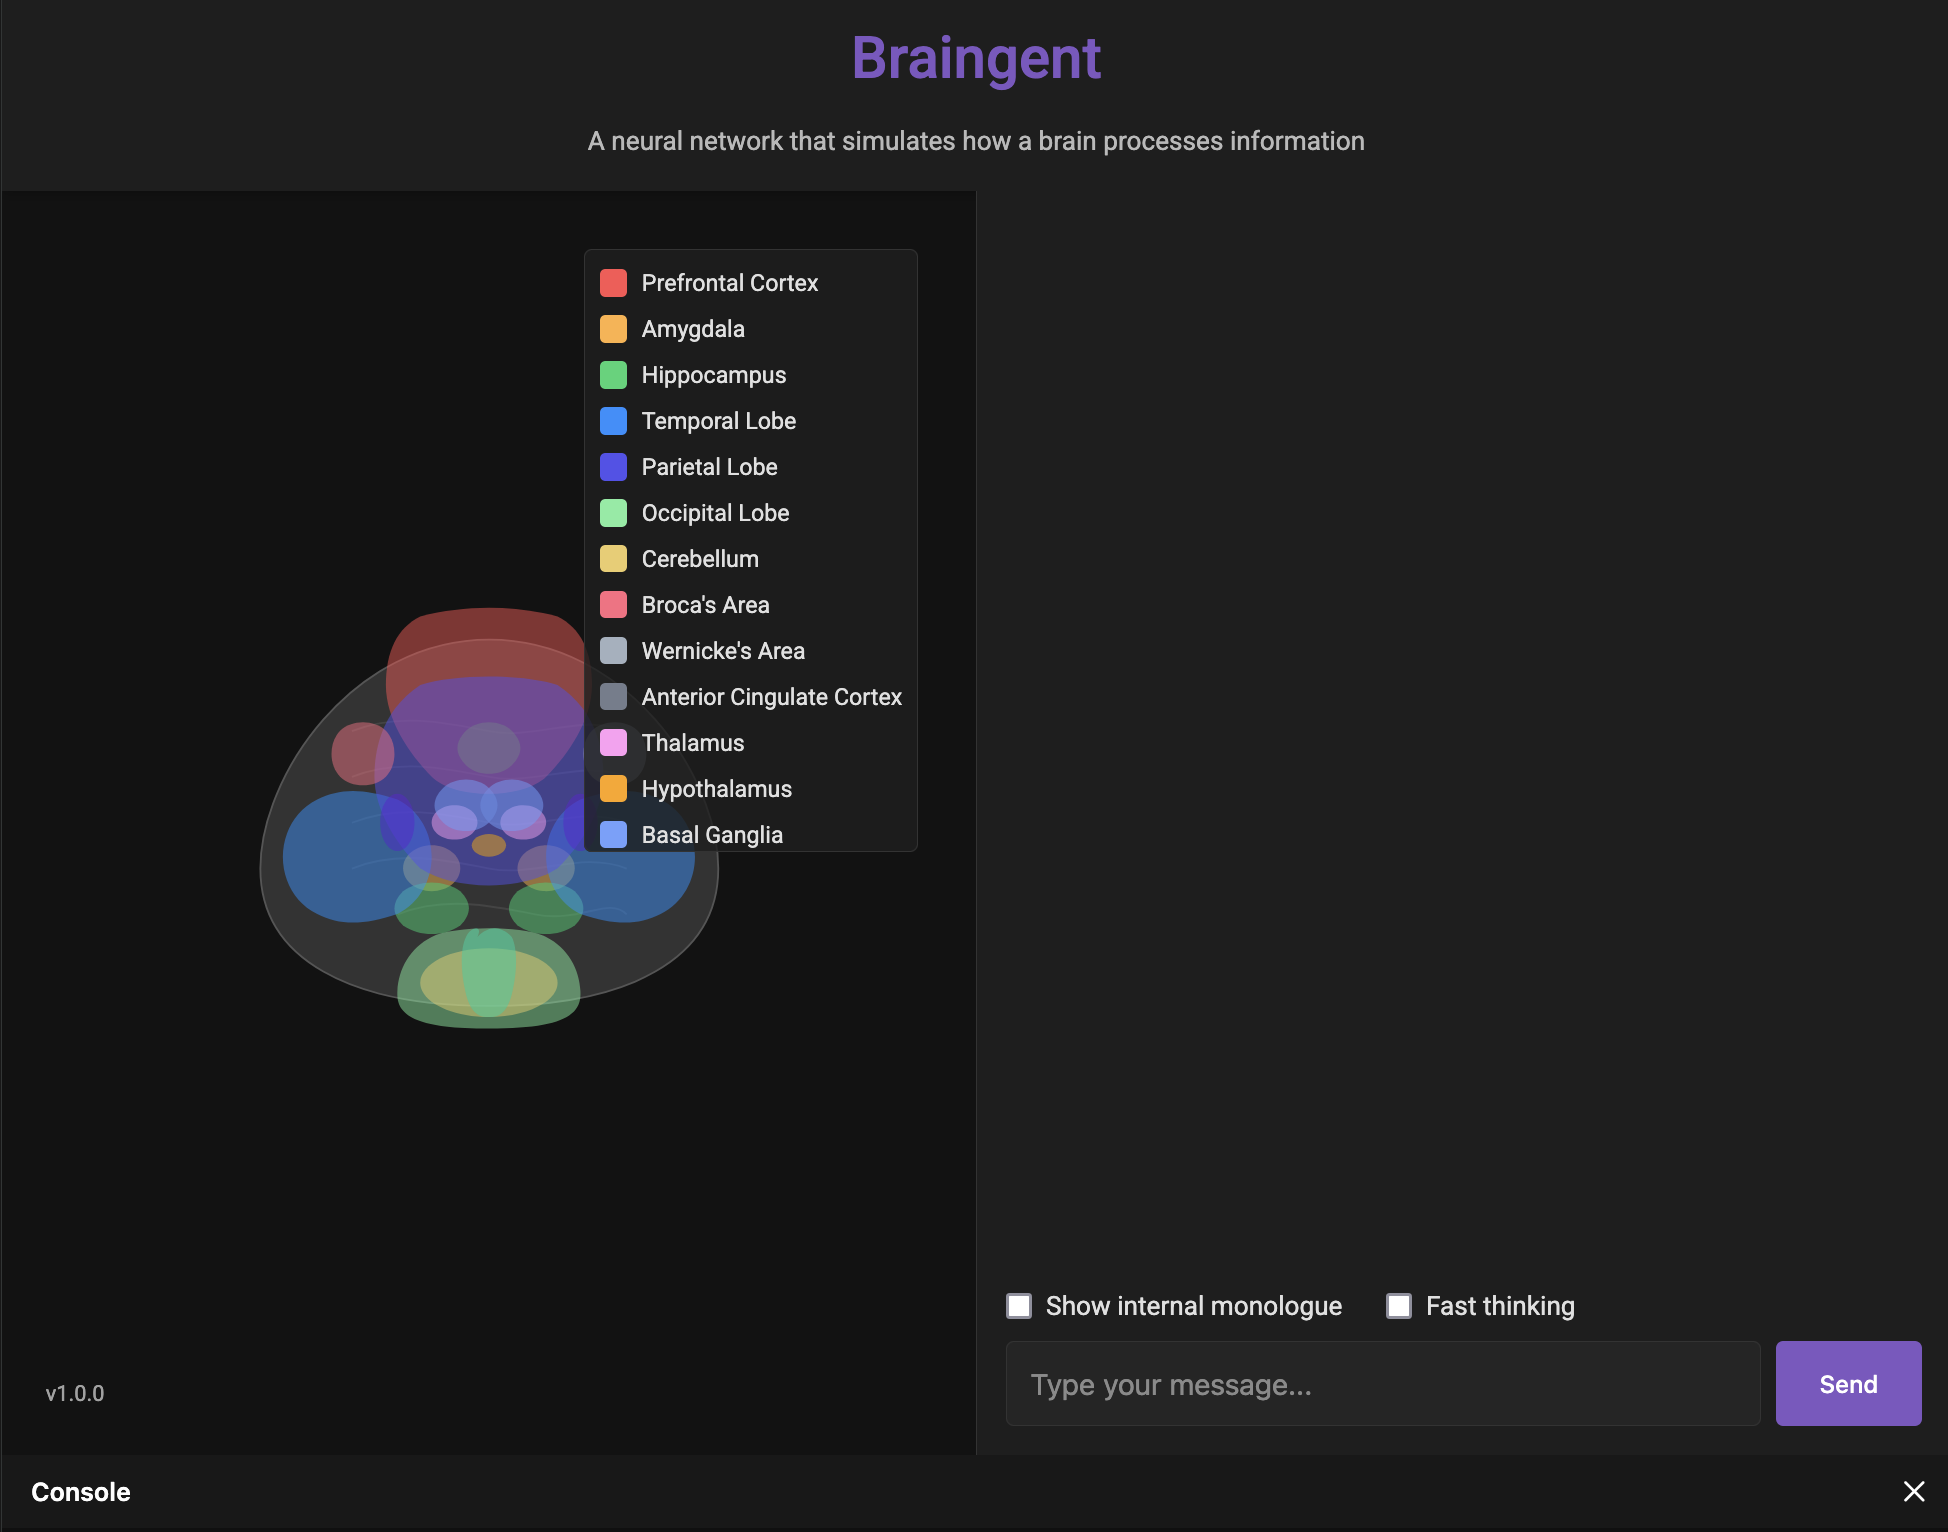 Braingent
A neural network that simulates how a brain processes information
Prefrontal Cortex
Amygdala
Hippocampus
Temporal Lobe
Parietal Lobe
Occipital Lobe
Cerebellum
Broca's Area
Wernicke's Area
Anterior Cingulate Cortex
Thalamus
Hypothalamus
Basal Ganglia
Show internal monologue
Fast thinking
Type your message...
Send
v1.0.0
Console